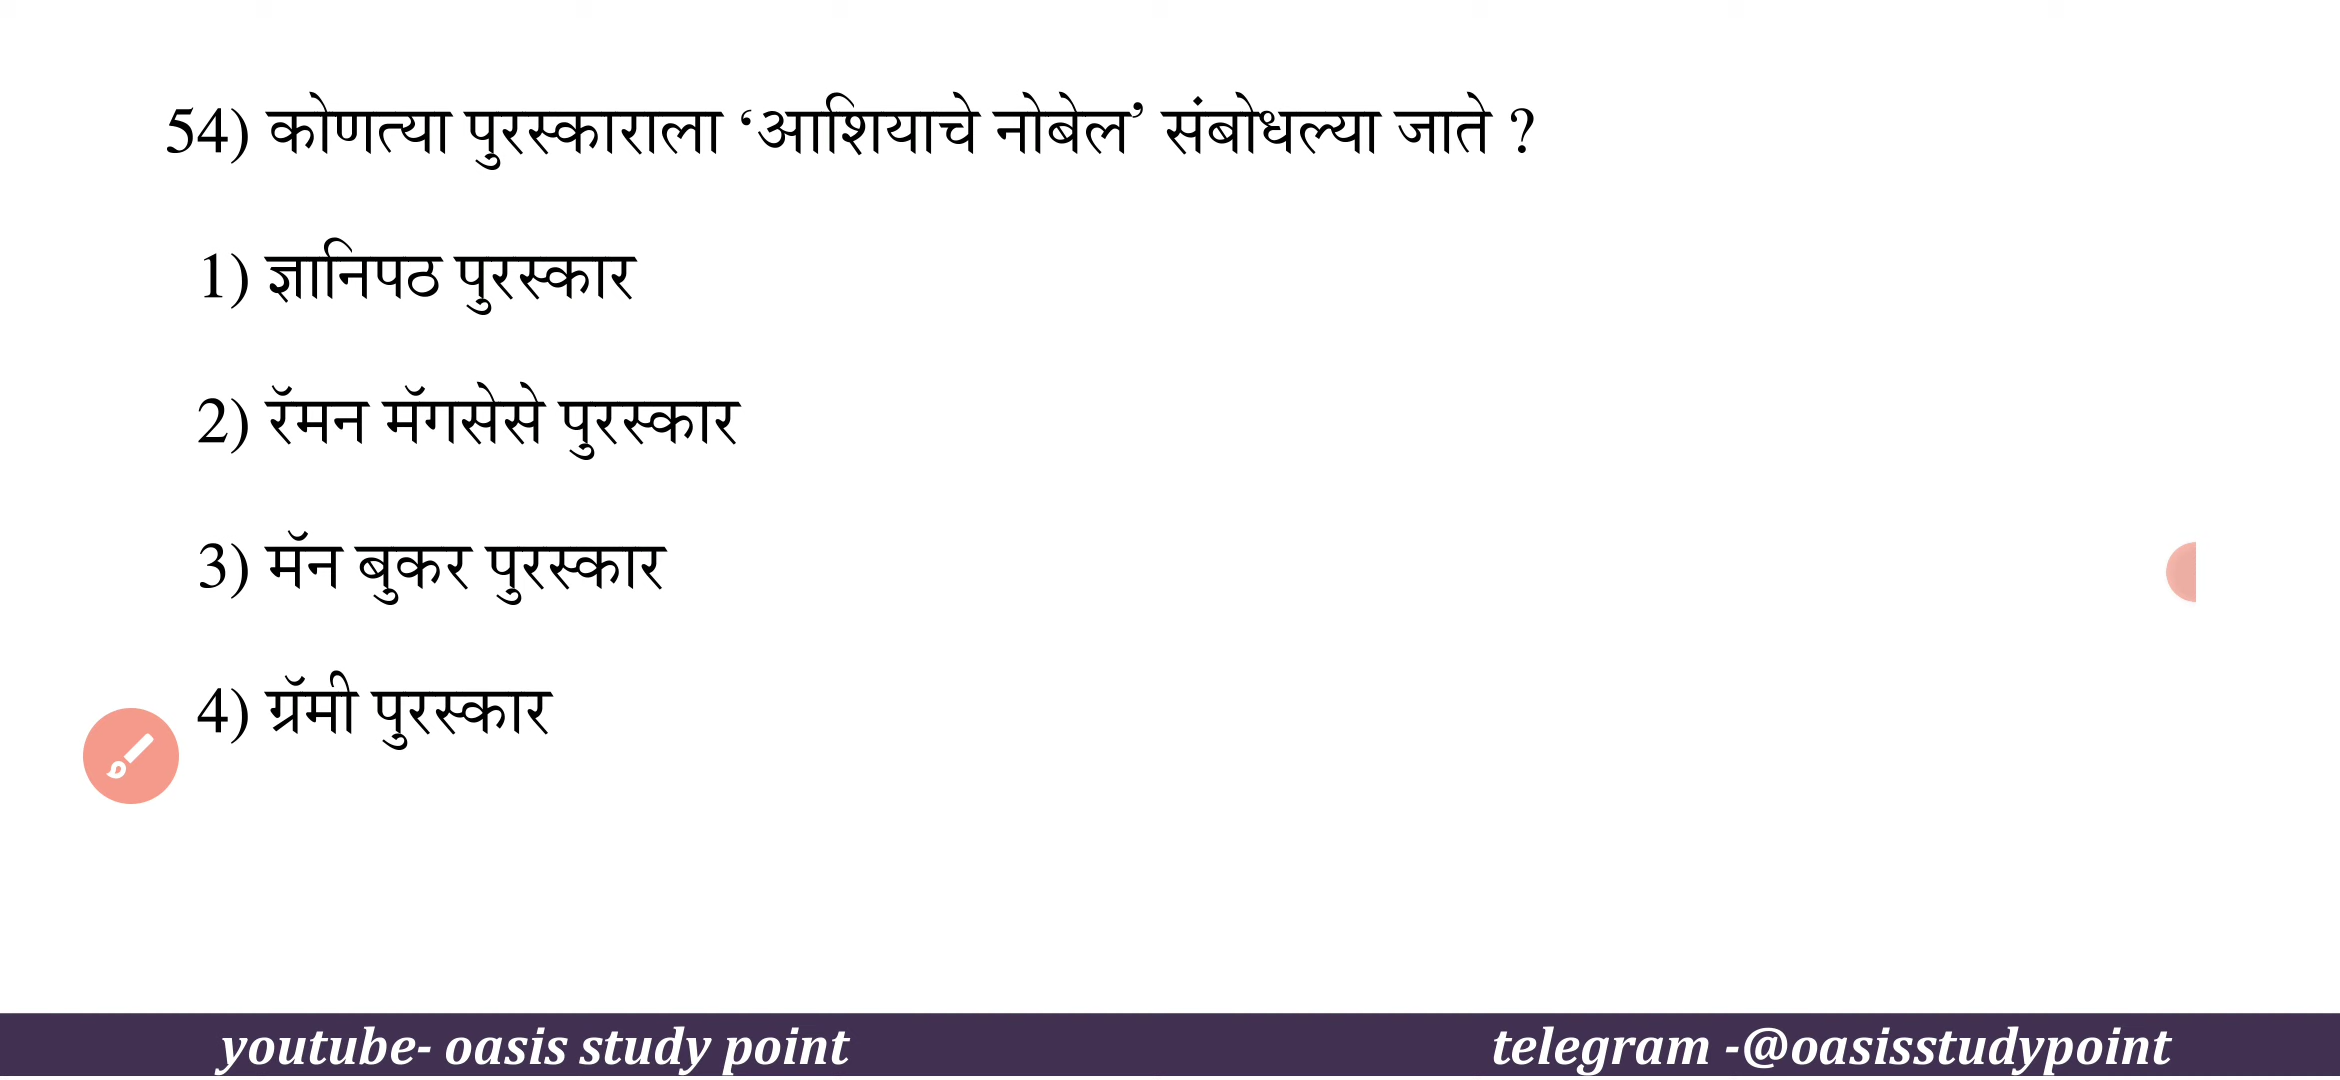 54) कोणत्या पुरस्काराला ‘आशियाचे नोबेल’ संबोधल्या जाते ?
1) ज्ञानिपठ पुरस्कार
2) रॅमन मॅगसेसे पुरस्कार
3) मॅन बुकर पुरस्कार
4) ग्रॅमी पुरस्कार
youtube- oasis study point telegram -@oasisstudypoint